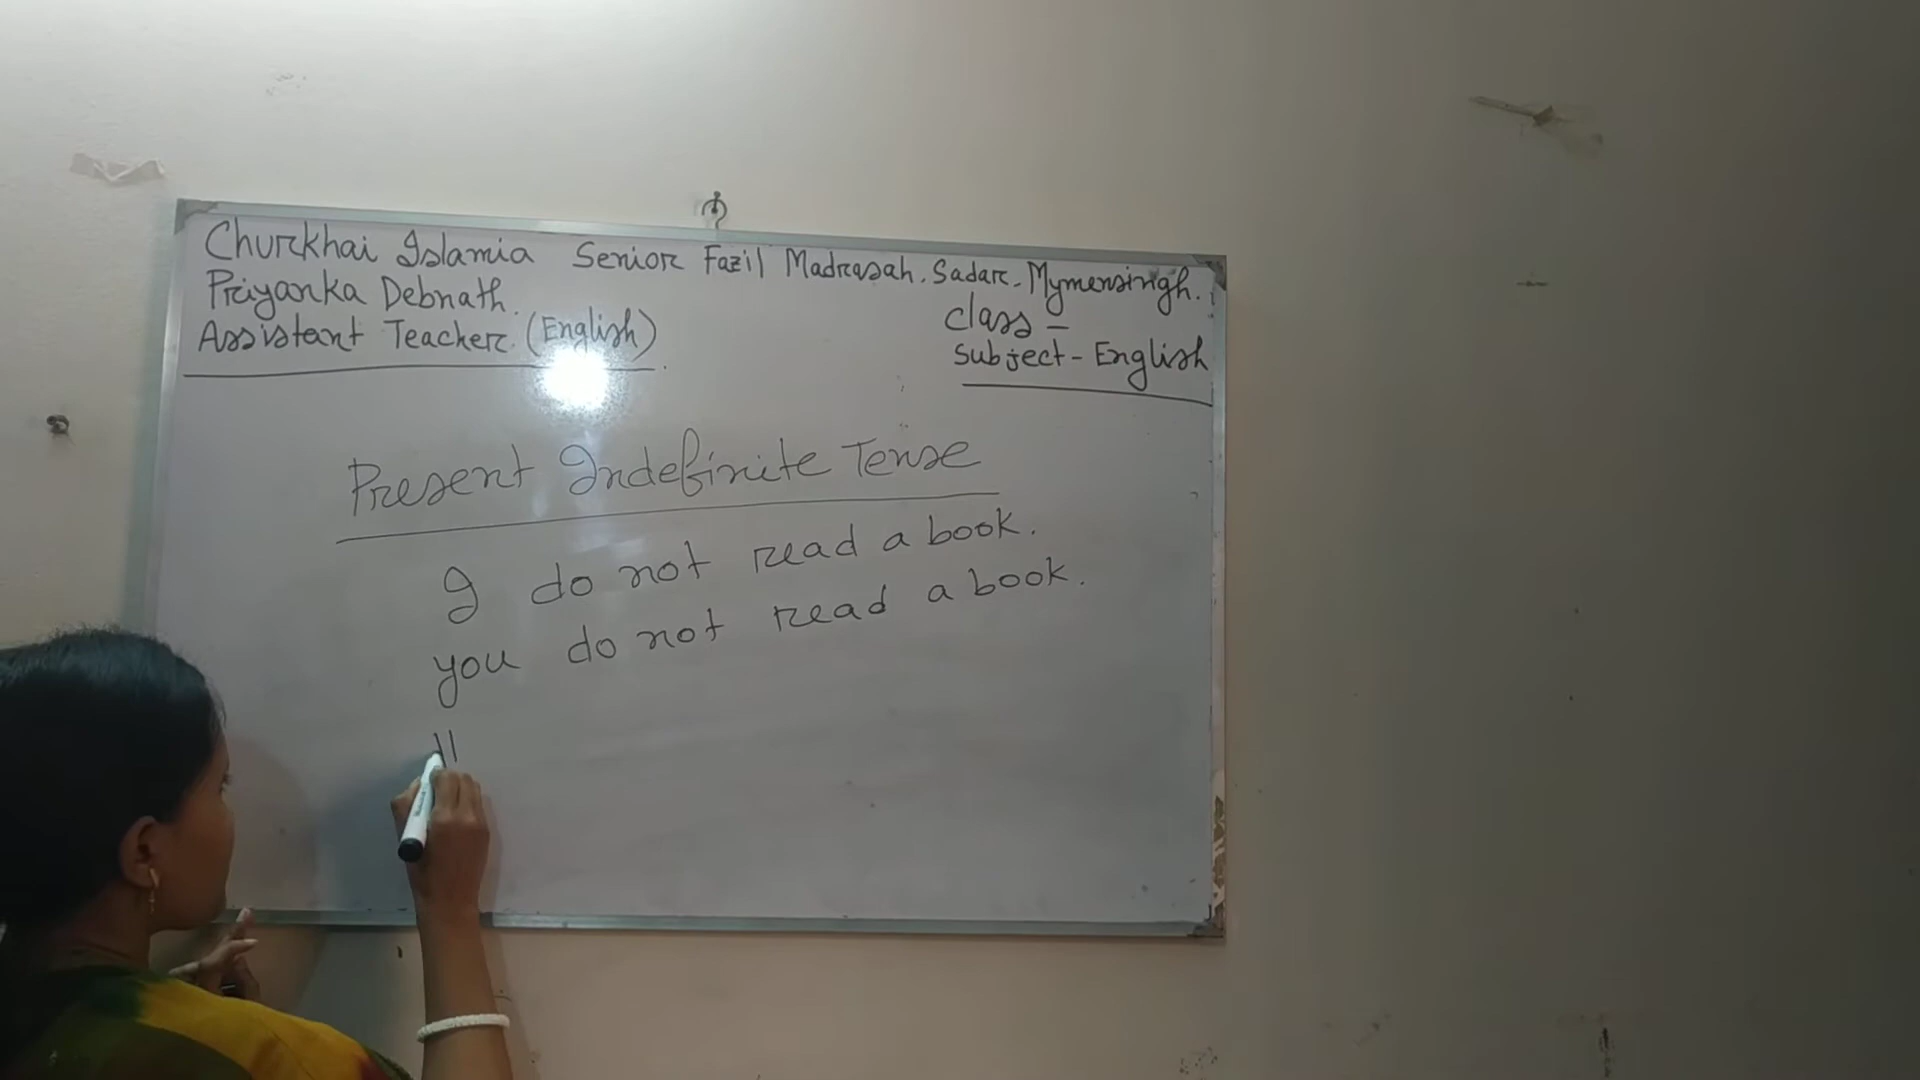 Churkhai Islamia Senior Fazil Madrasah. Sadar. Mymensingh.
Priyanka Debnath.
Assistant Teacher. (English)
Class -
Subject - English
Present Indefinite Tense
I do not read a book.
you do not read a book.